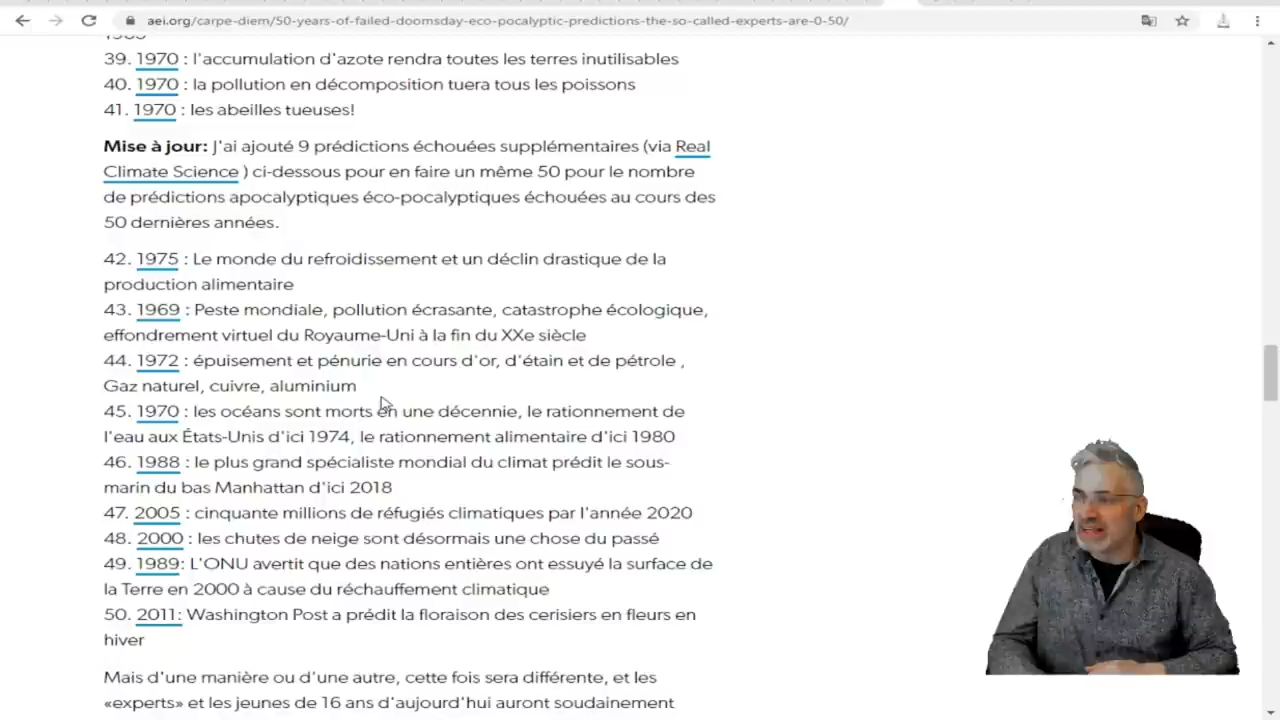 aei.org/carpe-diem/50-years-of-failed-doomsday-eco-pocalyptic-predictions-the-so-called-experts-are-0-50/
39. 1970 : l'accumulation d'azote rendra toutes les terres inutilisables
40. 1970 : la pollution en décomposition tuera tous les poissons
41. 1970 : les abeilles tueuses!
Mise à jour: J'ai ajouté 9 prédictions échouées supplémentaires (via Real
Climate Science ) ci-dessous pour en faire un même 50 pour le nombre
de prédictions apocalyptiques éco-pocalyptiques échouées au cours des
50 dernières années.
42. 1975 : Le monde du refroidissement et un déclin drastique de la
production alimentaire
43. 1969 : Peste mondiale, pollution écrasante, catastrophe écologique,
effondrement virtuel du Royaume-Uni à la fin du XXe siècle
44. 1972 : épuisement et pénurie en cours d'or, d'étain et de pétrole ,
Gaz naturel, cuivre, aluminium
45. 1970 : les océans sont morts en une décennie, le rationnement de
l'eau aux États-Unis d'ici 1974, le rationnement alimentaire d'ici 1980
46. 1988 : le plus grand spécialiste mondial du climat prédit le sous-
marin du bas Manhattan d'ici 2018
47. 2005 : cinquante millions de réfugiés climatiques par l'année 2020
48. 2000 : les chutes de neige sont désormais une chose du passé
49. 1989: L'ONU avertit que des nations entières ont essuyé la surface de
la Terre en 2000 à cause du réchauffement climatique
50. 2011: Washington Post a prédit la floraison des cerisiers en fleurs en
hiver
Mais d'une manière ou d'une autre, cette fois sera différente, et les
«experts» et les jeunes de 16 ans d'aujourd'hui auront soudainement